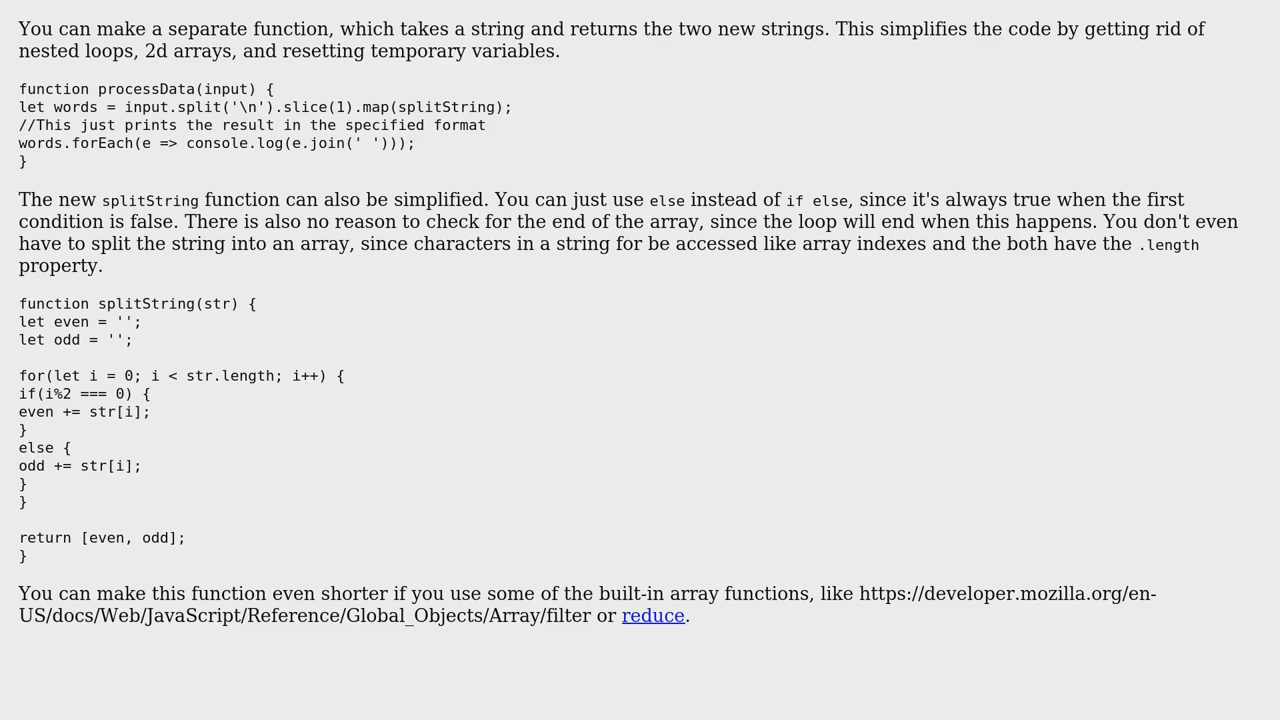 You can make a separate function, which takes a string and returns the two new strings. This simplifies the code by getting rid of
nested loops, 2d arrays, and resetting temporary variables.
function processData(input) {
let words = input.split('\n').slice(1).map(splitString);
//This just prints the result in the specified format
words.forEach(e => console.log(e.join(' ')));
}
The new splitString function can also be simplified. You can just use else instead of if else, since it's always true when the first
condition is false. There is also no reason to check for the end of the array, since the loop will end when this happens. You don't even
have to split the string into an array, since characters in a string for be accessed like array indexes and the both have the .length
property.
function splitString(str) {
let even = '';
let odd = '';
for(let i = 0; i < str.length; i++) {
if(i%2 === 0) {
even += str[i];
}
else {
odd += str[i];
}
}
return [even, odd];
}
You can make this function even shorter if you use some of the built-in array functions, like https://developer.mozilla.org/en-
US/docs/Web/JavaScript/Reference/Global_Objects/Array/filter or reduce.